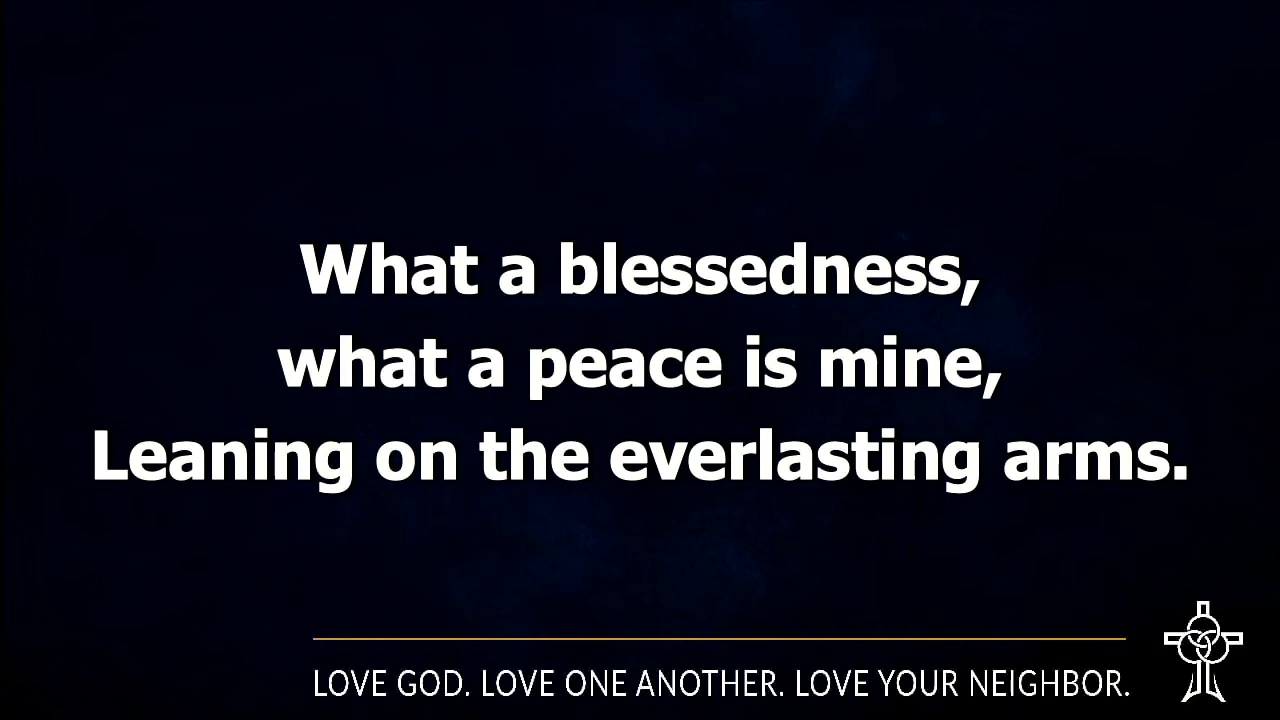 What a blessedness,
what a peace is mine,
Leaning on the everlasting arms.
LOVE GOD. LOVE ONE ANOTHER. LOVE YOUR NEIGHBOR.